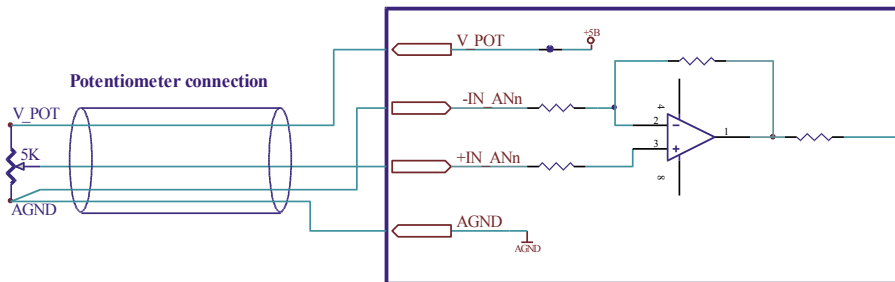 +5B
V_POT
Potentiometer connection
V_POT
-IN_ANn
4
2
1
5K
3
+IN_ANn
8
AGND
AGND
AGND